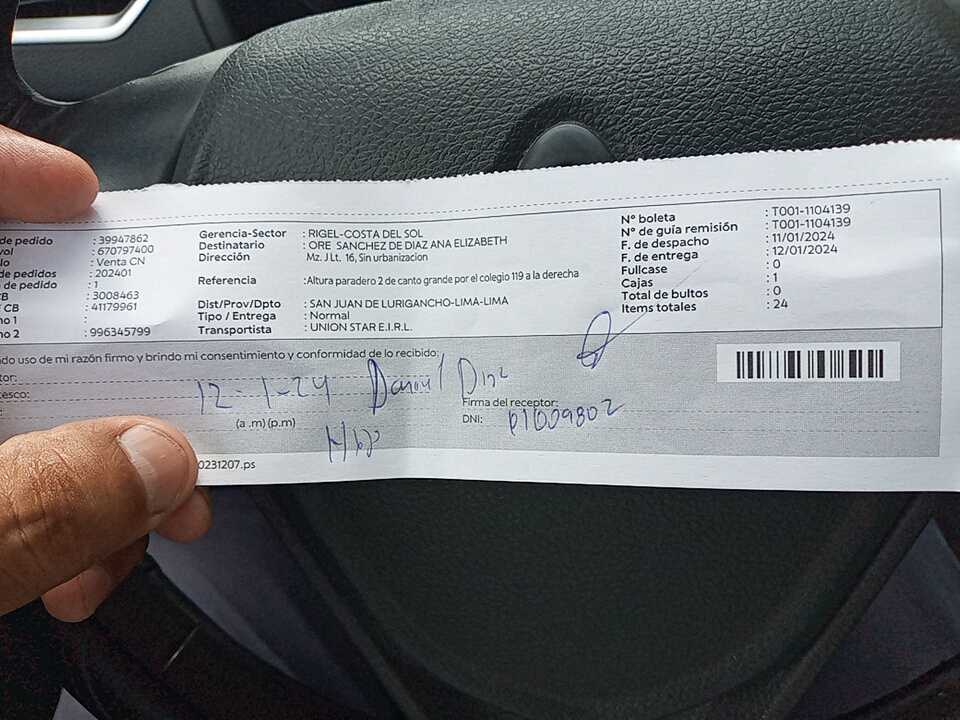 de pedido : 39947862
vol : 670797400
lo : Venta CN
de pedidos : 202401
de pedido : 1
CB : 3008463
CB : 41179961
no 1 :
no 2 : 996345799
Gerencia-Sector : RIGEL-COSTA DEL SOL
Destinatario : ORE SANCHEZ DE DIAZ ANA ELIZABETH
Dirección Mz. J Lt. 16, Sin urbanizacion
Referencia :Altura paradero 2 de canto grande por el colegio 119 a la derecha
Dist/Prov/Dpto : SAN JUAN DE LURIGANCHO-LIMA-LIMA
Tipo / Entrega : Normal
Transportista : UNION STAR E.I.R.L.
N° boleta : T001-1104139
N° de guía remisión : T001-1104139
F. de despacho : 11/01/2024
F. de entrega : 12/01/2024
Fullcase : 0
Cajas : 1
Total de bultos : 0
Items totales : 24
ndo uso de mi razón firmo y brindo mi consentimiento y conformidad de lo recibido:
tor:
tesco:
12-1-24
(a .m) (p.m)
Hijo
Firma del receptor:
DNI:
0231207.ps